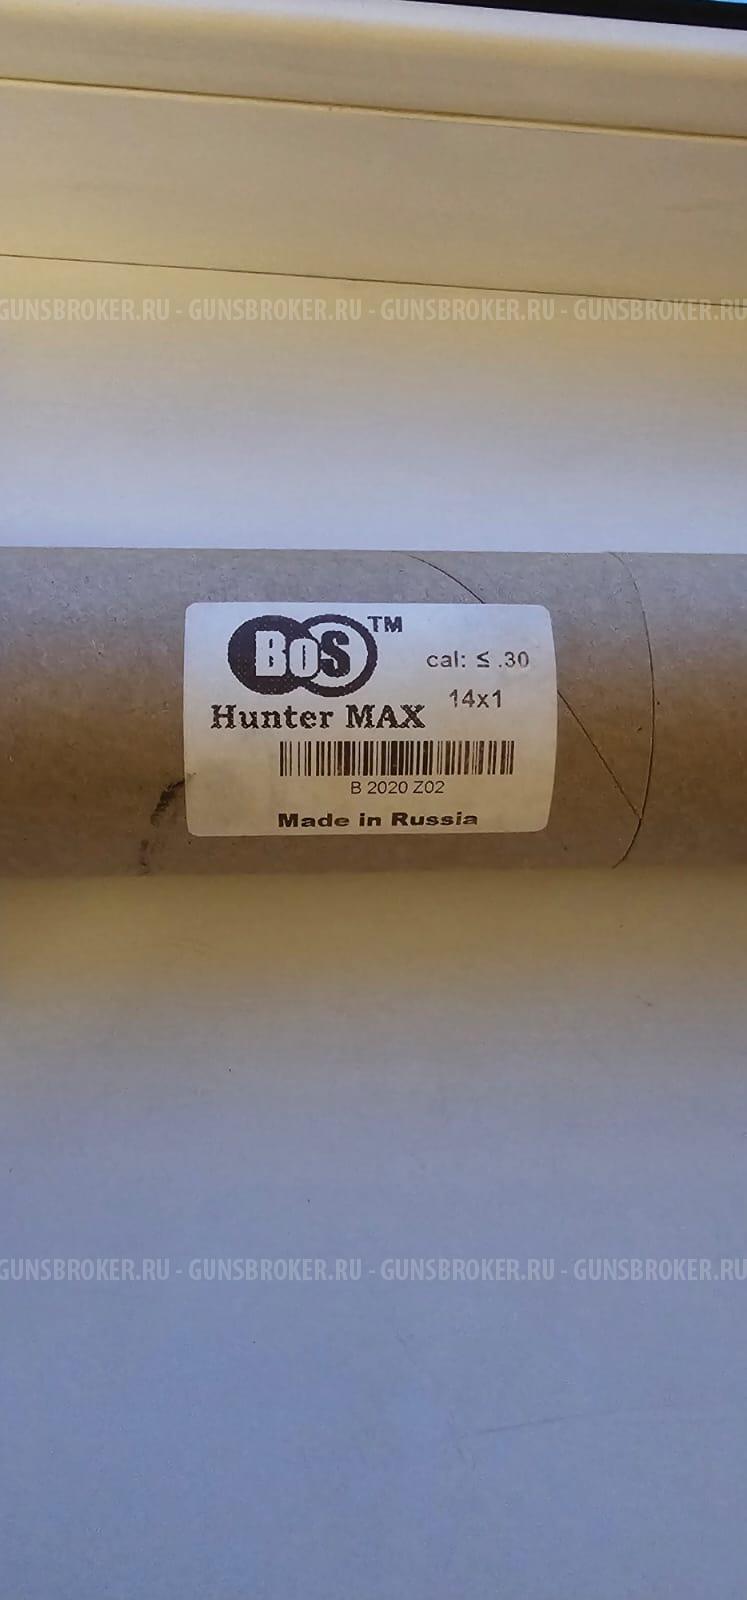 GUNSBROKER.RU - GUNSBROKER.RU - GUNSBROKER.RU - GUNSBROKER.RU
BoS™
cal: ≤ .30
14x1
Hunter MAX
B 2020 Z02
Made in Russia
GUNSBROKER.RU - GUNSBROKER.RU - GUNSBROKER.RU - GUNSBROKER.RU